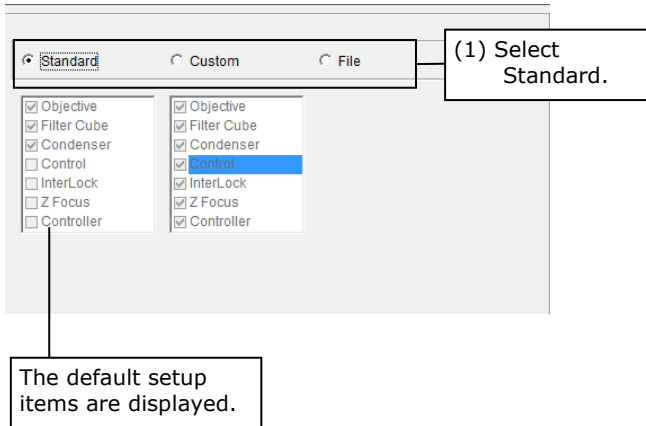 Standard
Custom
File
(1) Select
Standard.
Objective
Filter Cube
Condenser
Control
InterLock
Z Focus
Controller
Objective
Filter Cube
Condenser
Control
InterLock
Z Focus
Controller
The default setup
items are displayed.